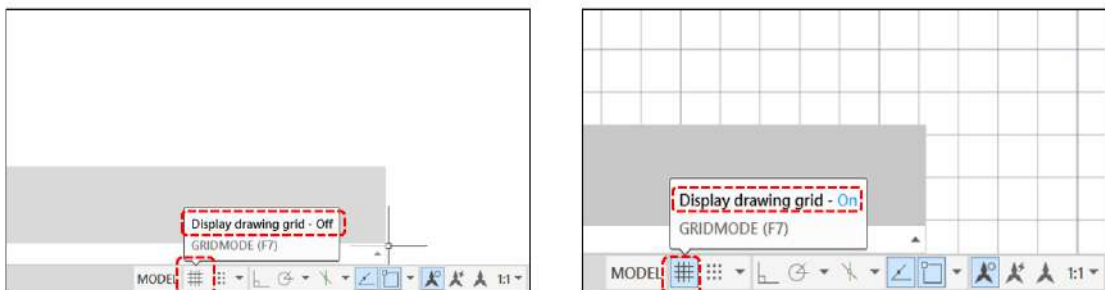 Display drawing grid - Off
GRIDMODE (F7)
MODEL
1:1
Display drawing grid - On
GRIDMODE (F7)
MODEL
1:1